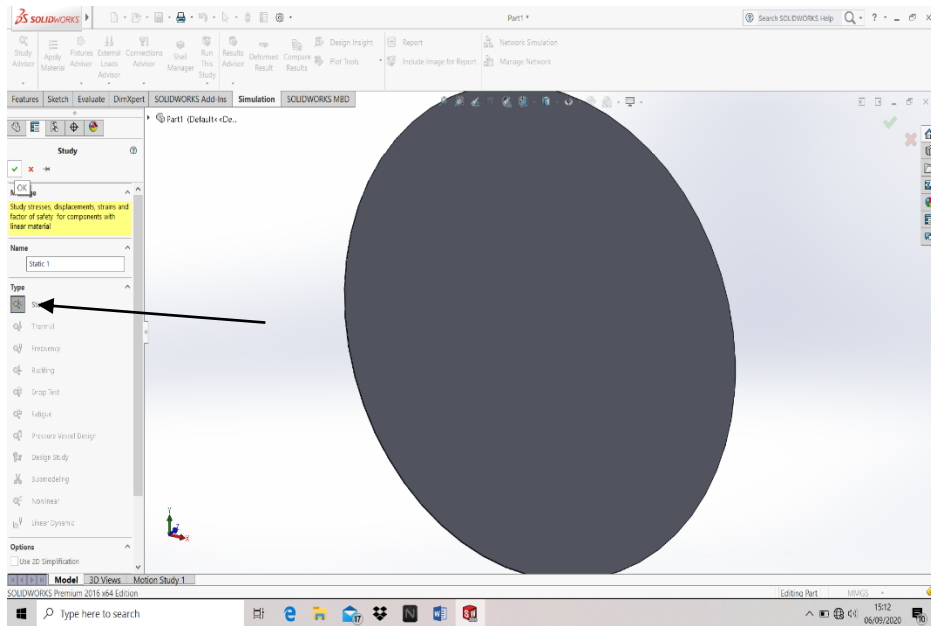 SOLIDWORKS
Part1 *
Search SOLIDWORKS Help
Study Advisor
Apply Material
Fixtures Advisor
External Loads Advisor
Connections Advisor
Shell Manager
Run This Study
Results Advisor
Deformed Result
Compare Results
Design Insight
Plot Tools
Report
Include Image for Report
Network Simulation
Manage Network
Features Sketch Evaluate DimXpert SOLIDWORKS Add-Ins Simulation SOLIDWORKS MBD
Part1 (Default<<De...
Study
OK
Study stresses, displacements, strains and
factor of safety for components with
linear material
Name
Static 1
Type
Thermal
Frequency
Buckling
Drop Test
Fatigue
Pressure Vessel Design
Design Study
Submodeling
Nonlinear
Linear Dynamic
Options
Use 2D Simplification
Y
Z
X
Model 3D Views Motion Study 1
SOLIDWORKS Premium 2016 x64 Edition
Editing Part MMGS
Type here to search
17
15:12
06/09/2020
10